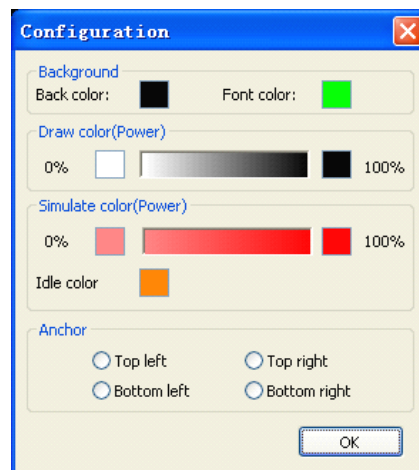 Configuration
Background
Back color: Font color:
Draw color(Power)
0% 100%
Simulate color(Power)
0% 100%
Idle color
Anchor
Top left Top right
Bottom left Bottom right
OK